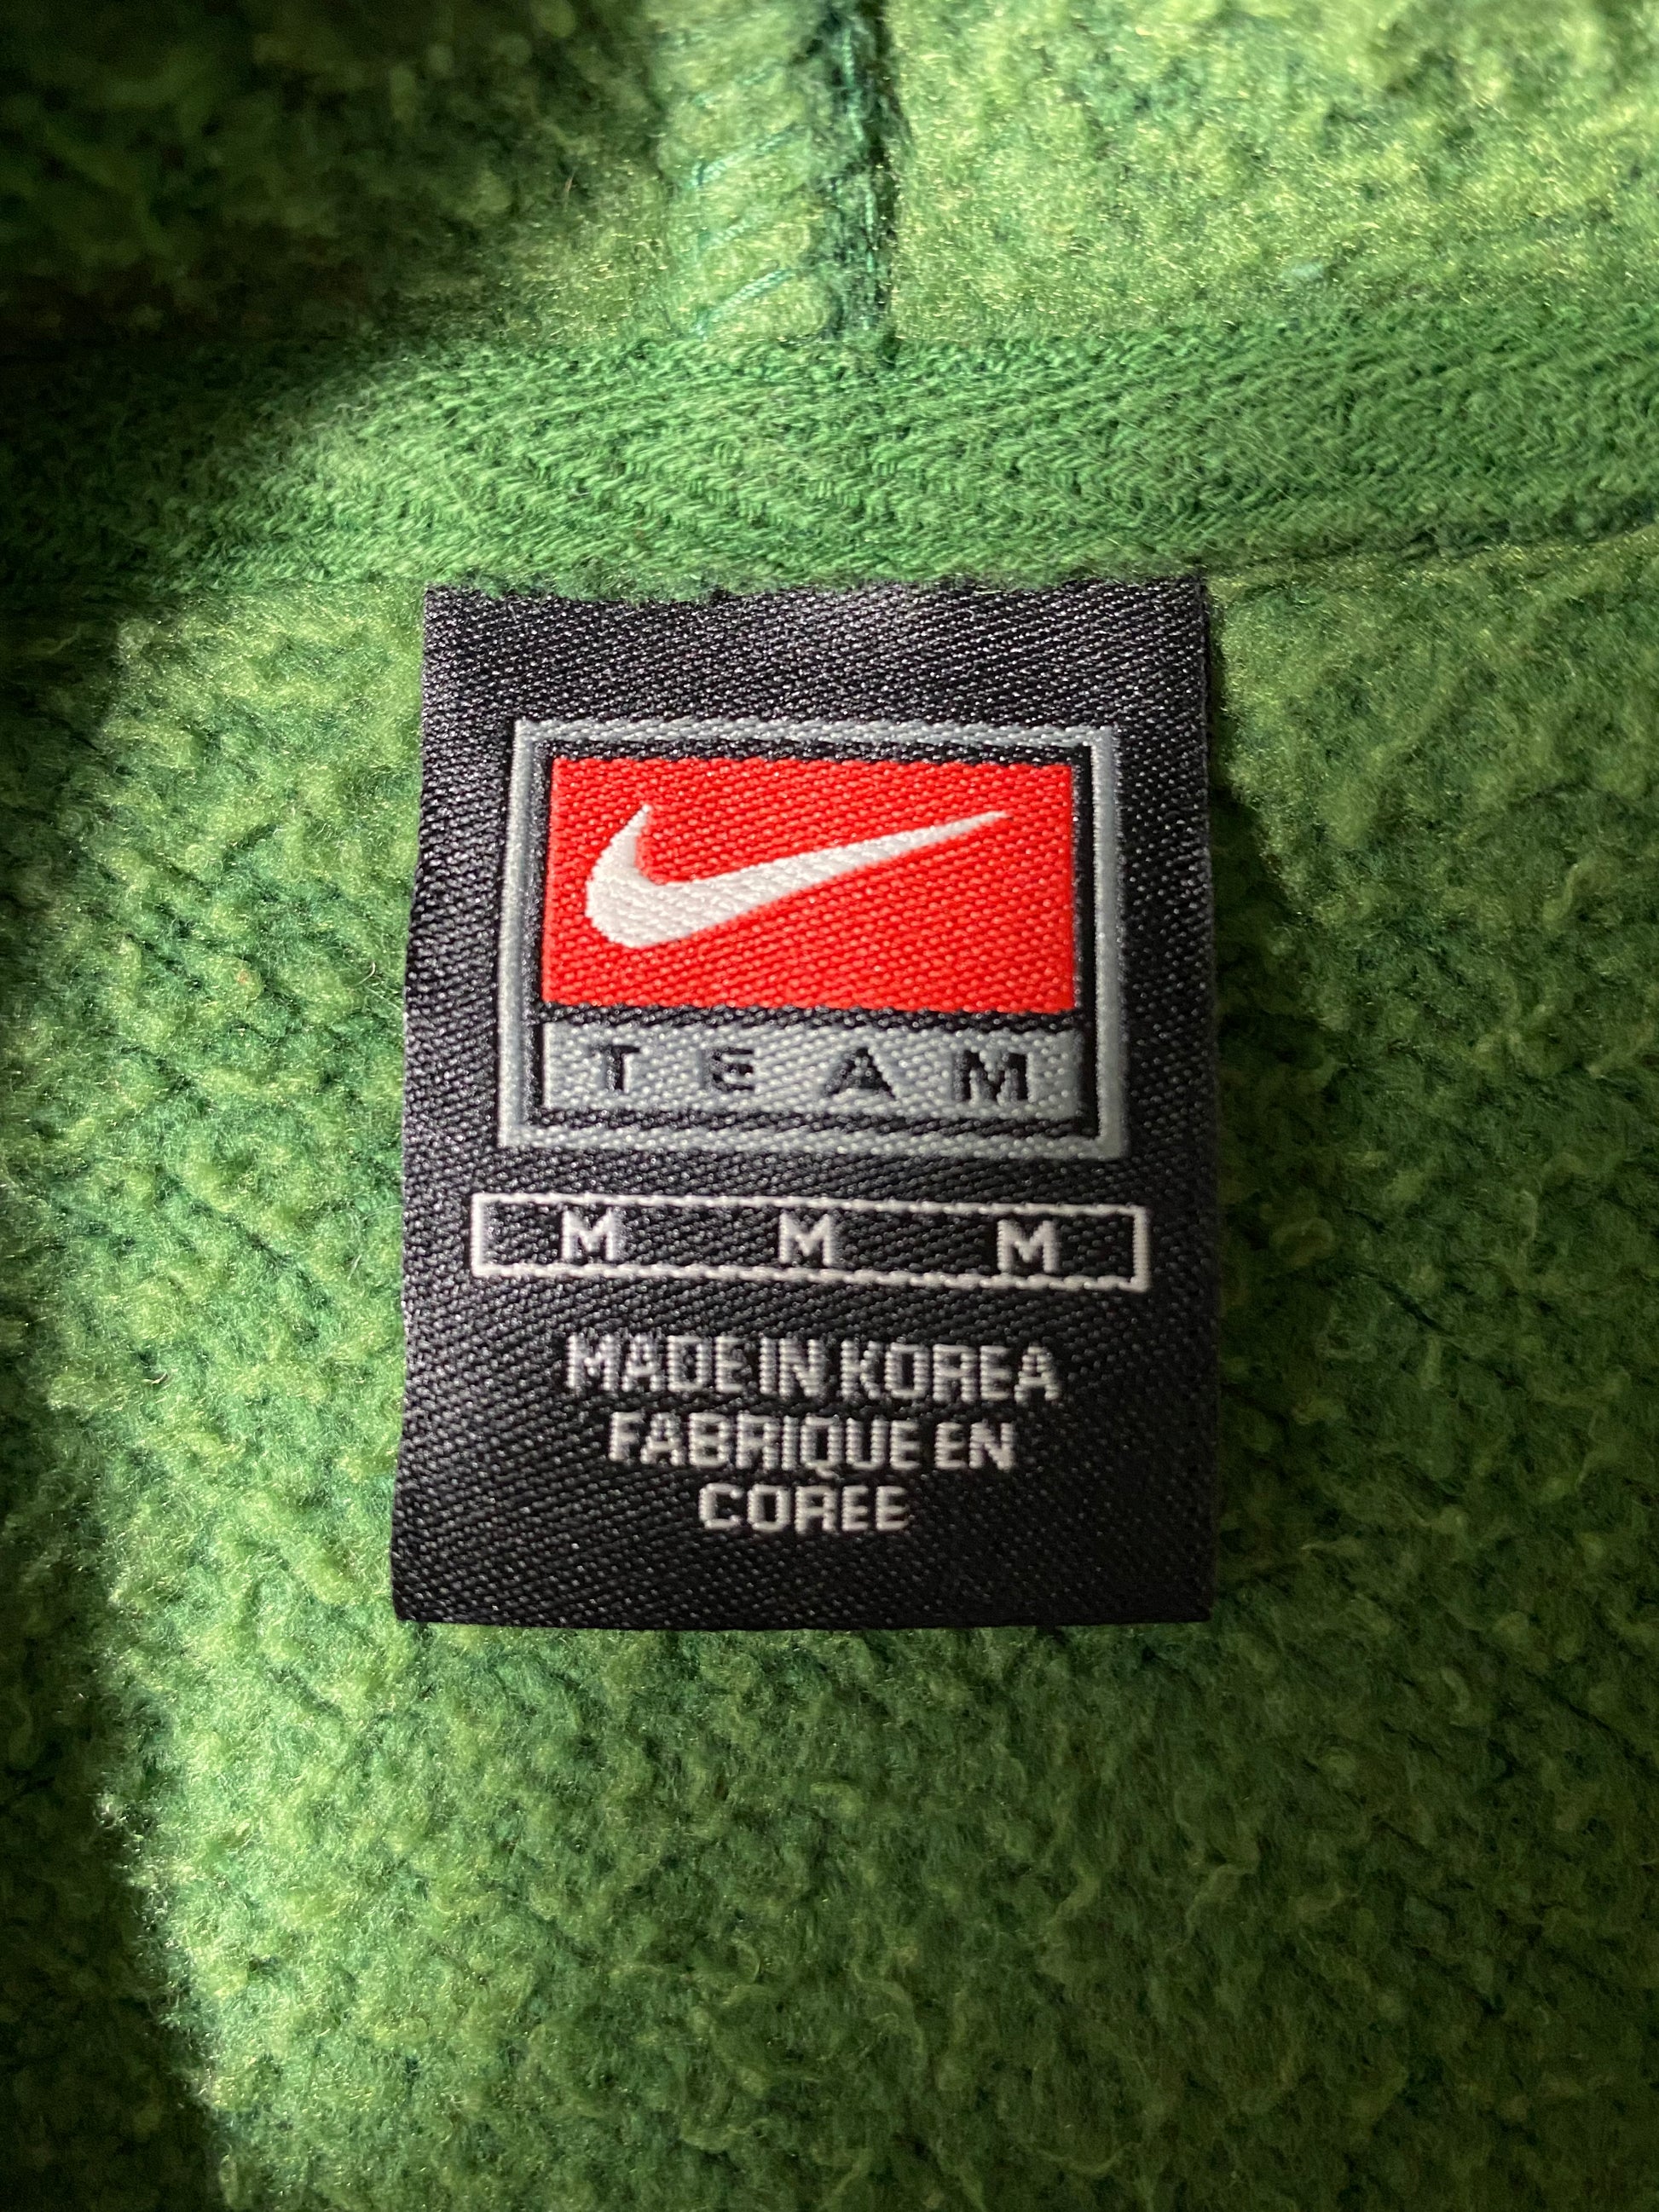 TEAM
M M M
MADE IN KOREA
FABRIQUE EN
COREE